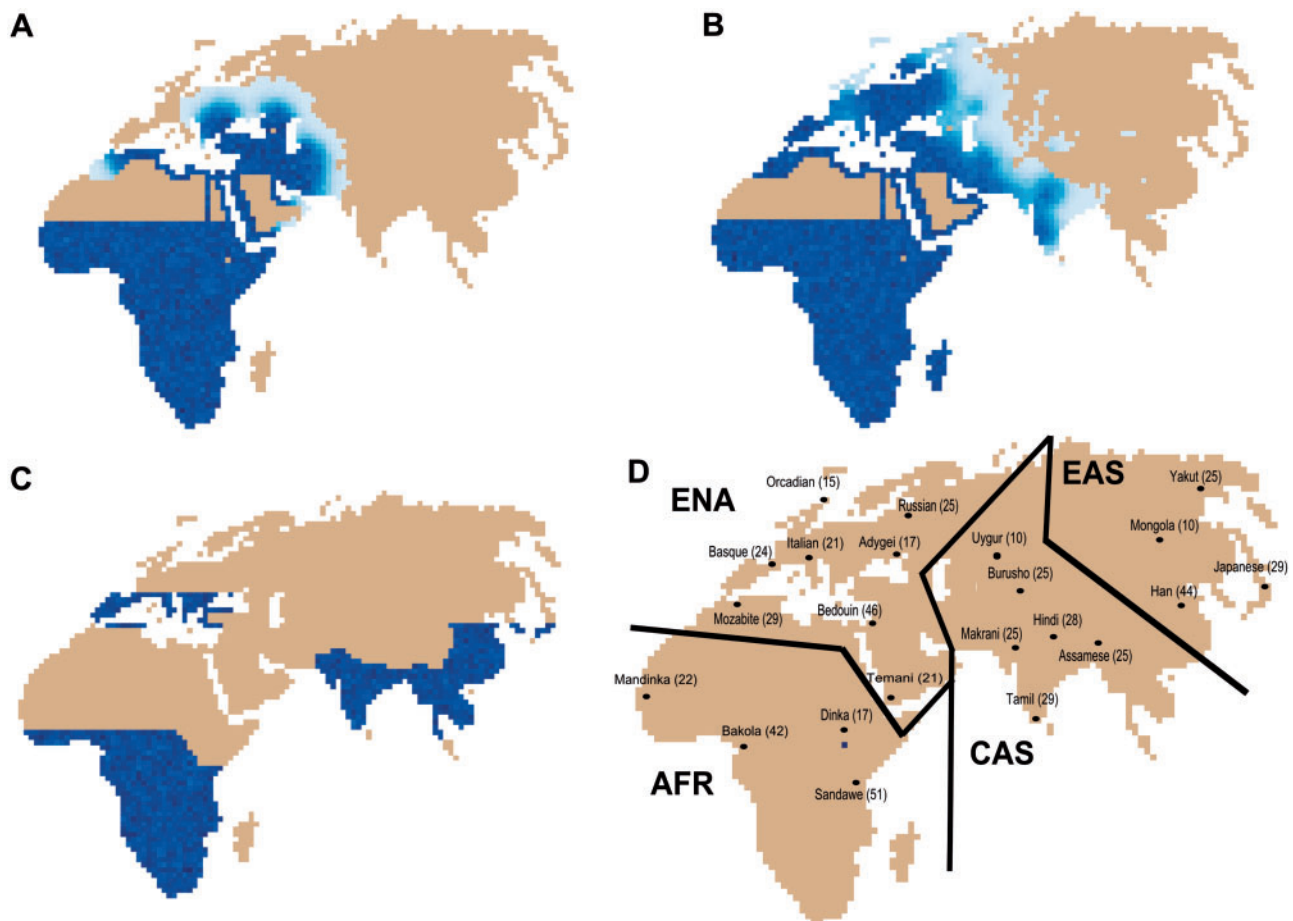 A
B
C
D
ENA
EAS
Orcadian (15)
Yakut (25)
Russian (25)
Mongola (10)
Basque (24)
Italian (21)
Adygei (17)
Uygur (10)
Burusho (25)
Japanese (29)
Han (44)
Mozabite (29)
Bedouin (46)
Hindi (28)
Makrani (25)
Assamese (25)
Mandinka (22)
Temani (21)
Tamil (29)
Dinka (17)
Bakola (42)
CAS
AFR
Sandawe (51)